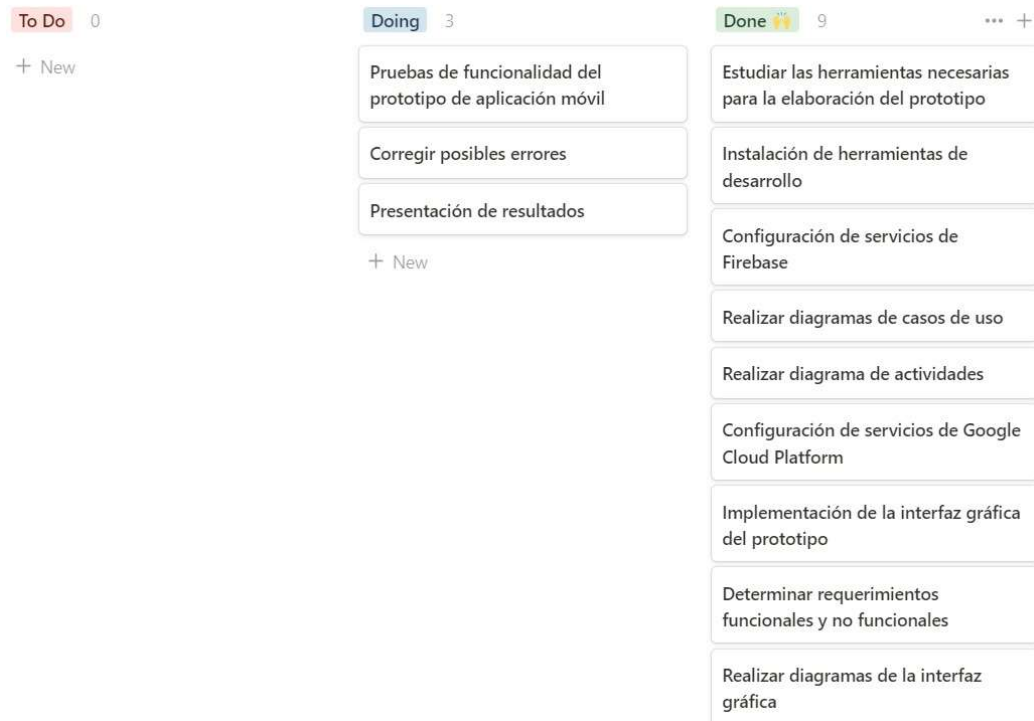 To Do 0
+ New
Doing 3
Pruebas de funcionalidad del
prototipo de aplicación móvil
Corregir posibles errores
Presentación de resultados
+ New
Done 🙌 9 ... +
Estudiar las herramientas necesarias
para la elaboración del prototipo
Instalación de herramientas de
desarrollo
Configuración de servicios de
Firebase
Realizar diagramas de casos de uso
Realizar diagrama de actividades
Configuración de servicios de Google
Cloud Platform
Implementación de la interfaz gráfica
del prototipo
Determinar requerimientos
funcionales y no funcionales
Realizar diagramas de la interfaz
gráfica